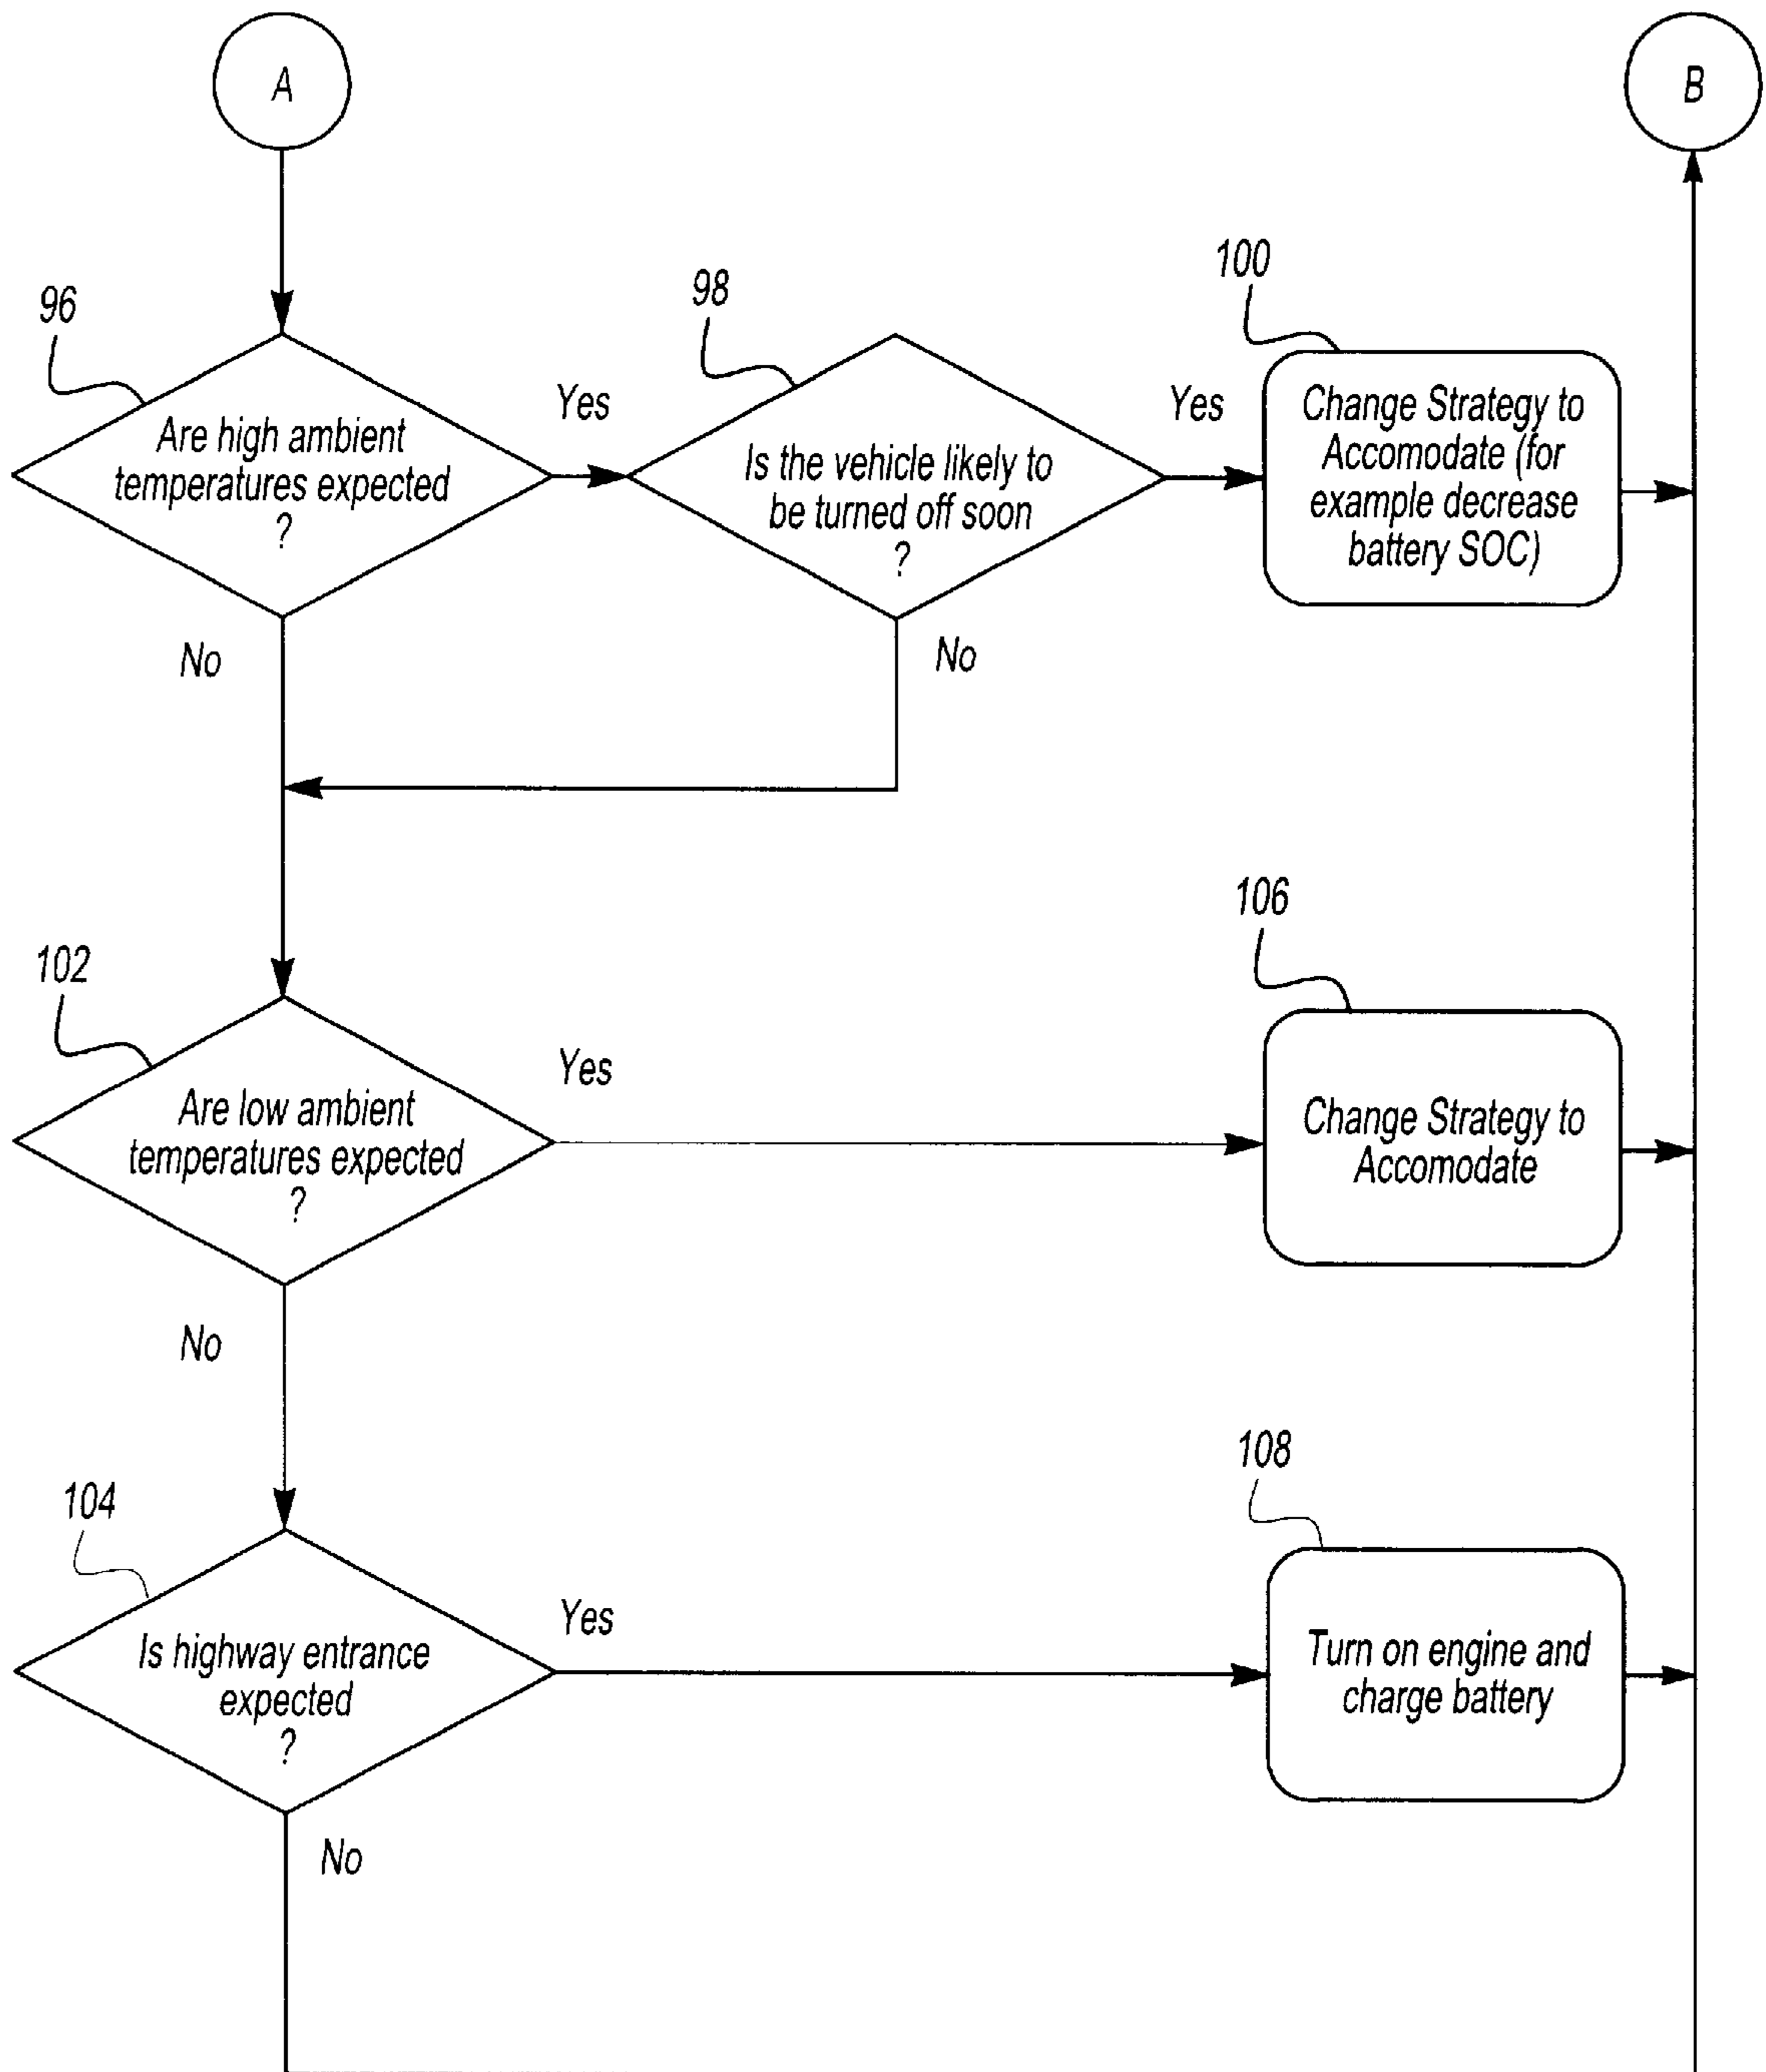 A
B
96
98
100
Are high ambient
temperatures expected
?
Yes
Is the vehicle likely to
be turned off soon
?
Yes
Change Strategy to
Accomodate (for
example decrease
battery SOC)
No
No
102
106
Are low ambient
temperatures expected
?
Yes
Change Strategy to
Accomodate
No
104
108
Is highway entrance
expected
?
Yes
Turn on engine and
charge battery
No